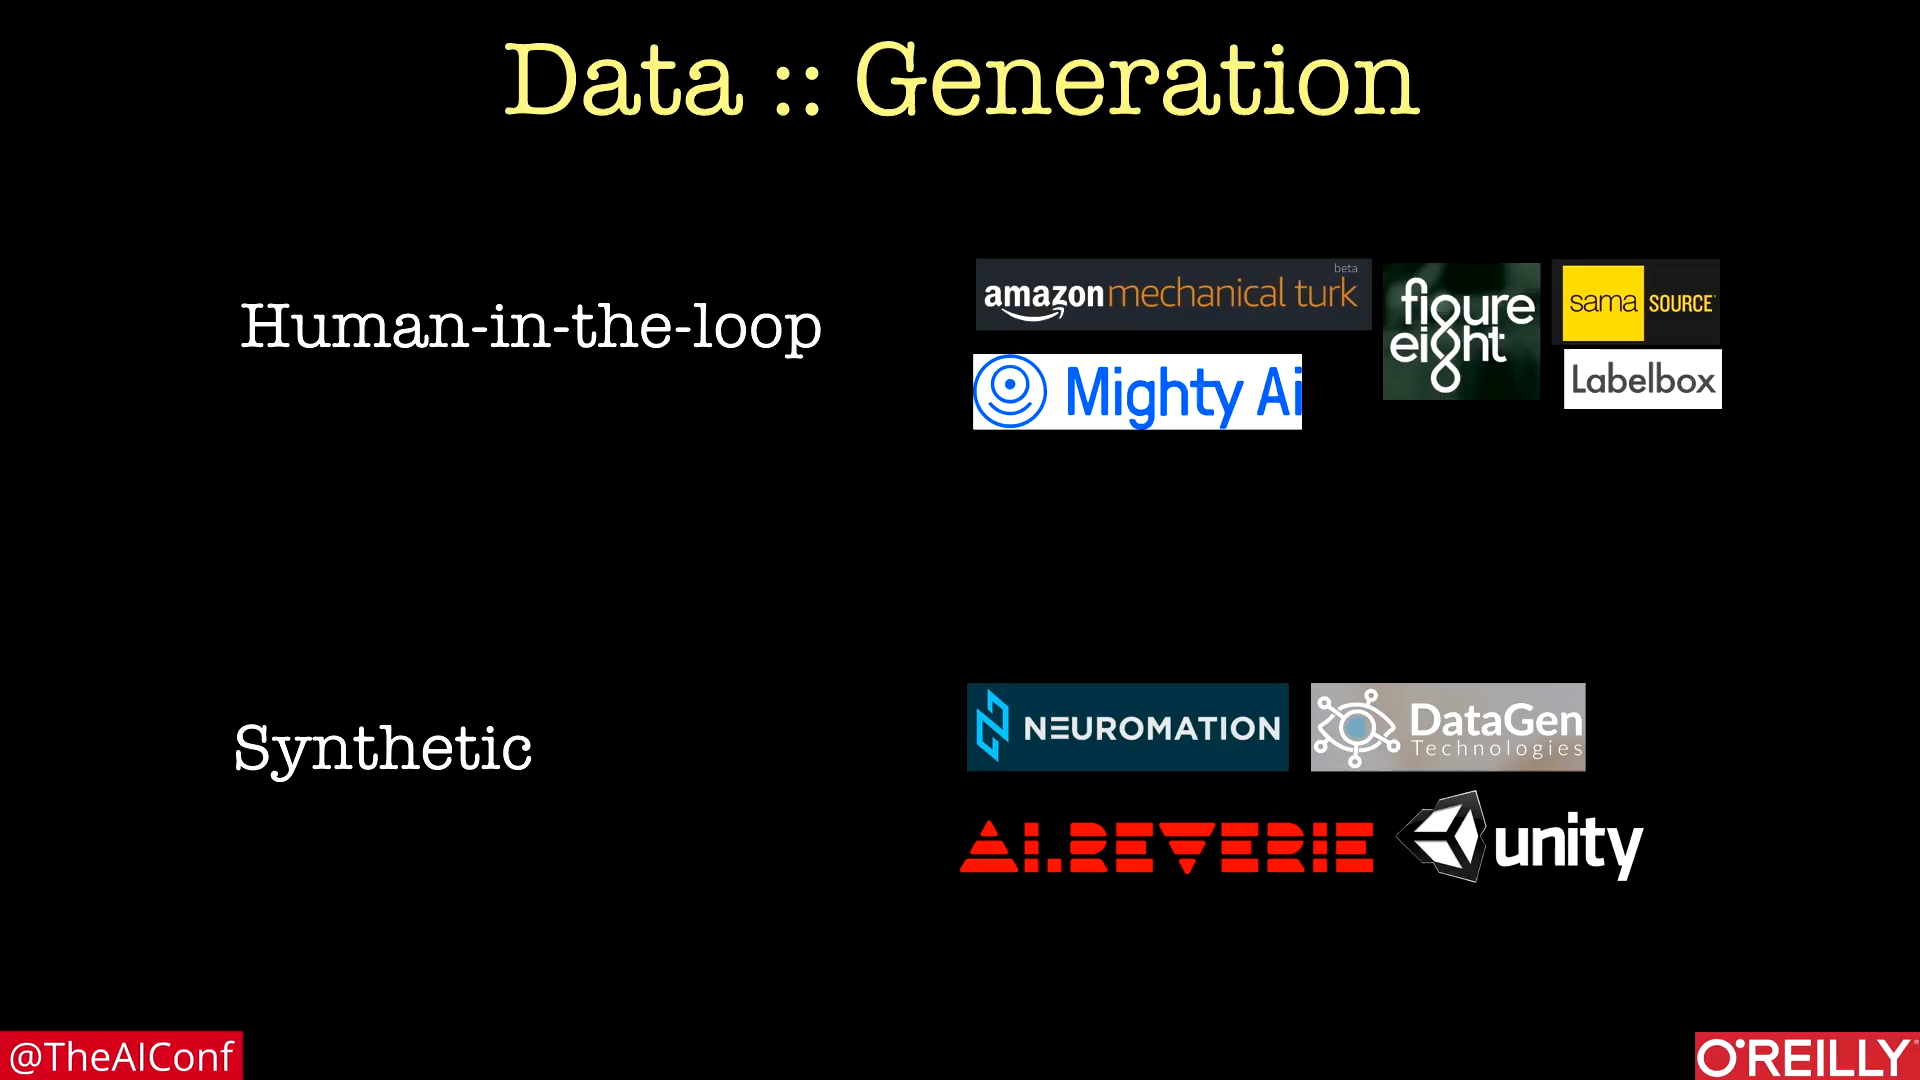 Data :: Generation
Human-in-the-loop
amazon mechanical turk beta
figure eight
sama SOURCE
Mighty Ai
Labelbox
Synthetic
NEUROMATION
DataGen
Technologies
AI.REVERIE
unity
@TheAIConf
O'REILLY